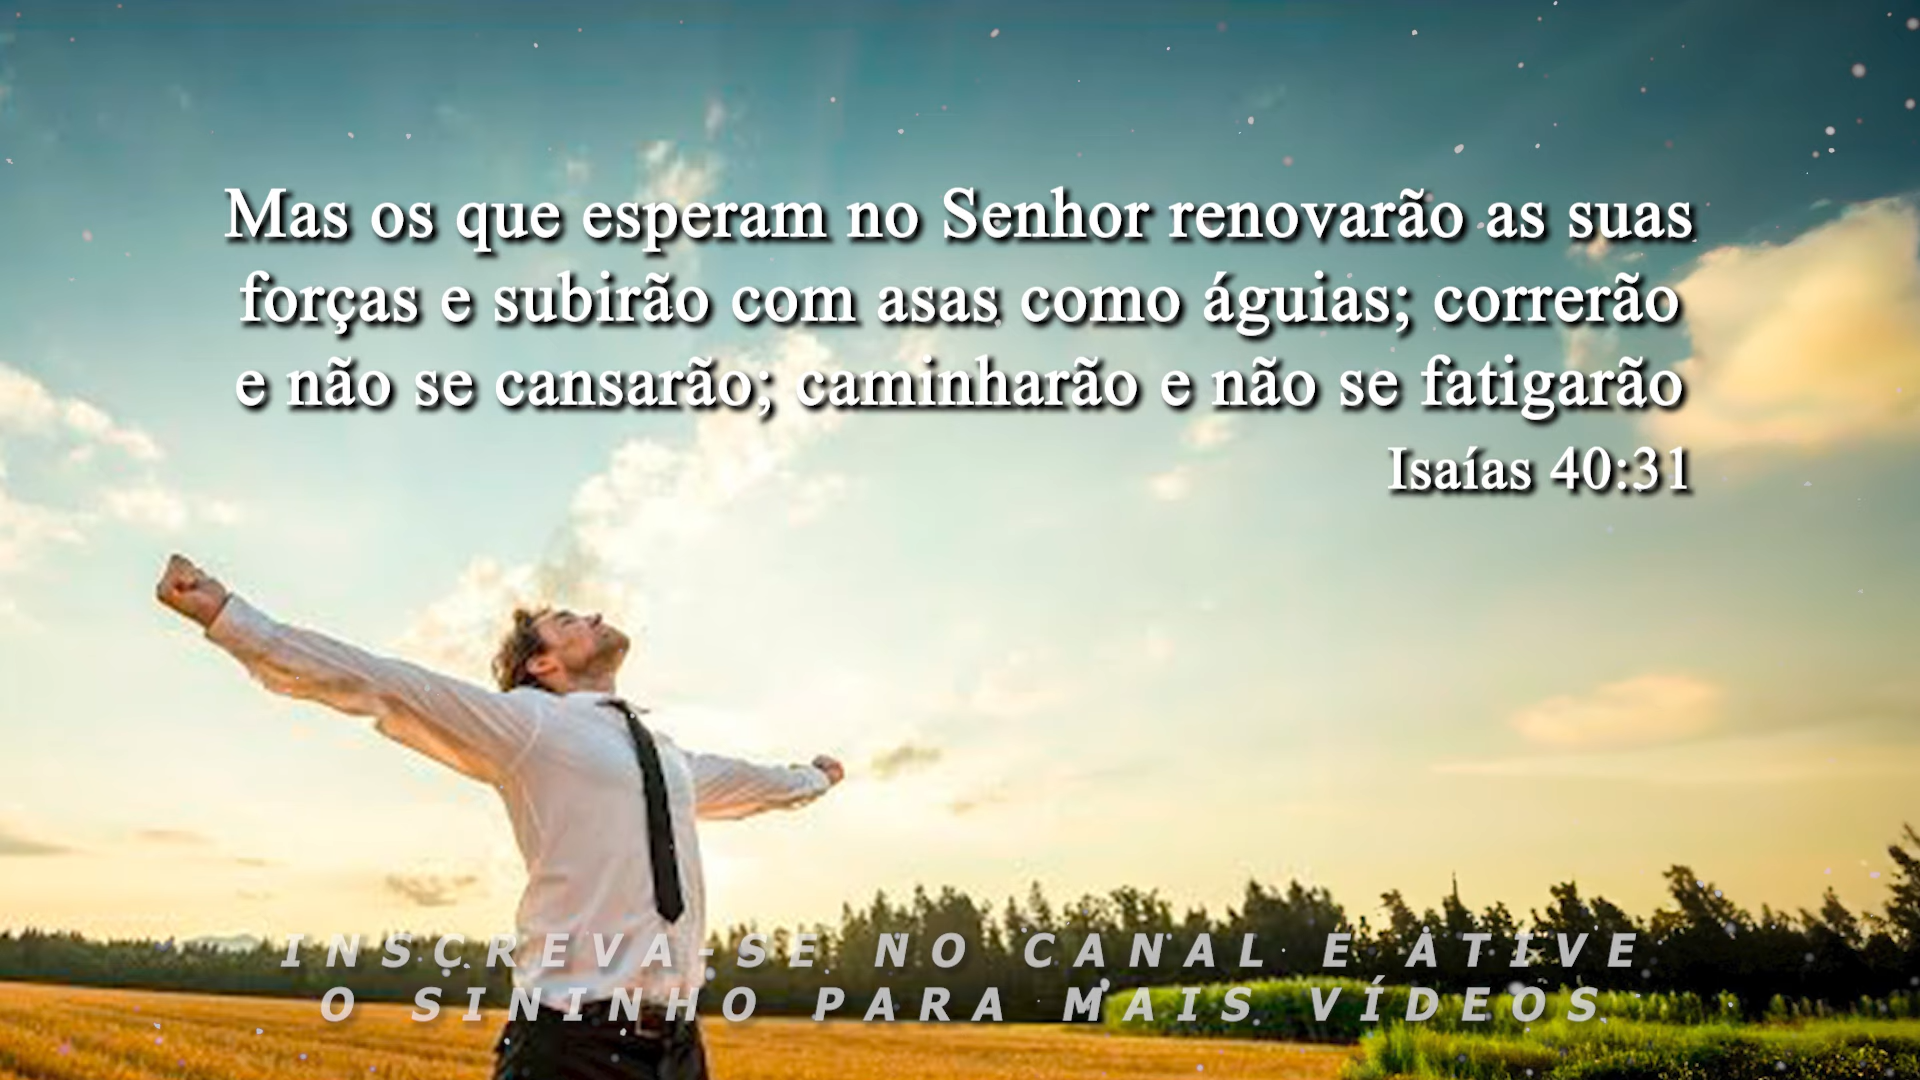 Mas os que esperam no Senhor renovarão as suas
forças e subirão com asas como águias; correrão
e não se cansarão; caminharão e não se fatigarão
Isaías 40:31
INSCREVA-SE NO CANAL E ATIVE
O SININHO PARA MAIS VÍDEOS